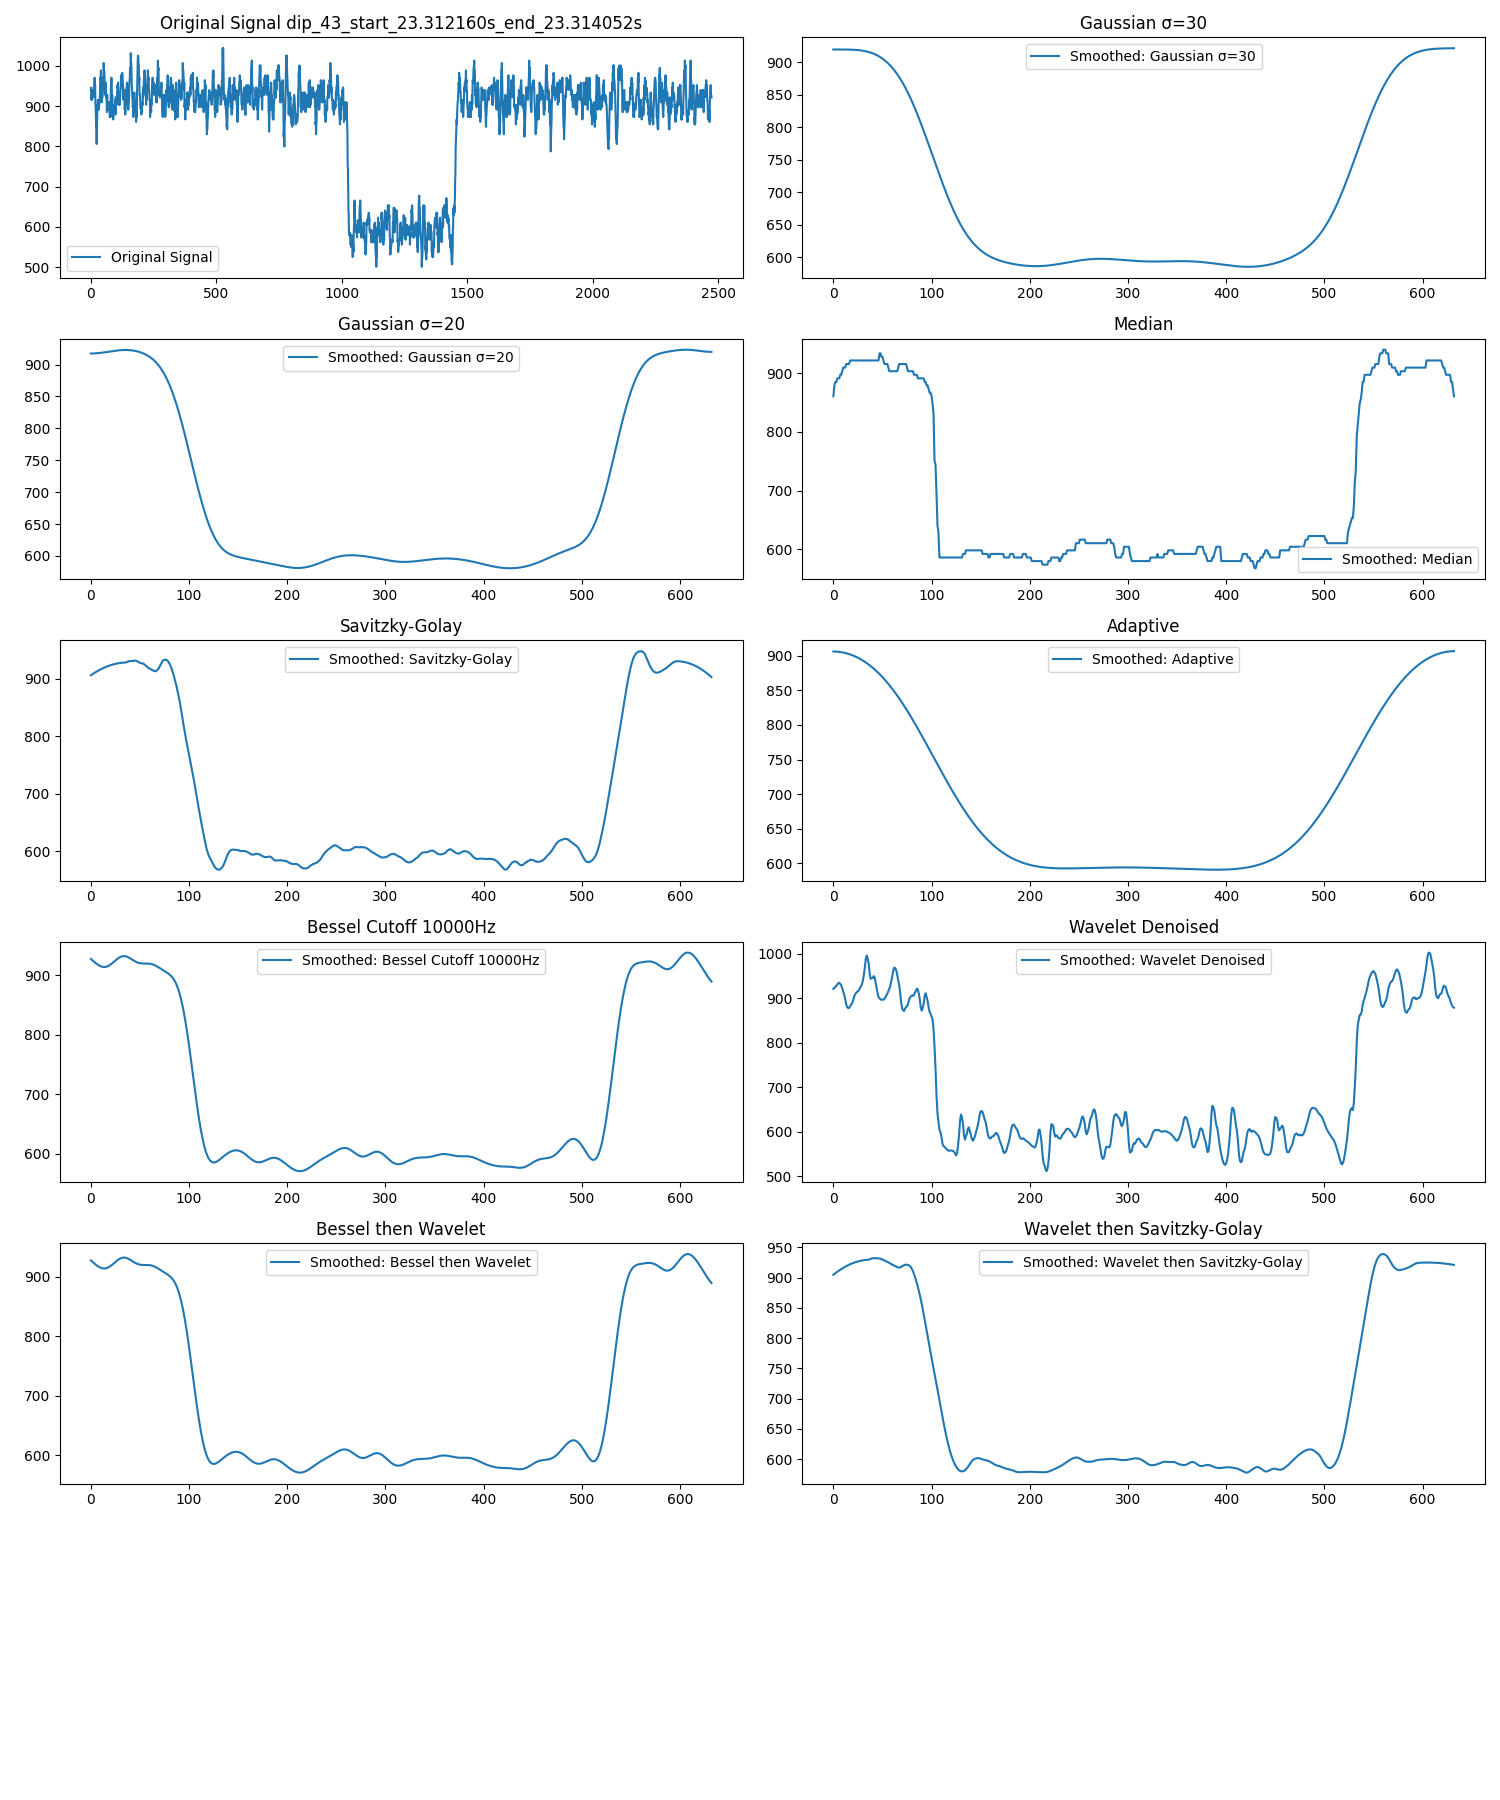 Original Signal dip_43_start_23.312160s_end_23.314052s
1000
900
800
700
600
500
Original Signal
0 500 1000 1500 2000 2500
Gaussian σ=30
900
850
800
750
700
650
600
Smoothed: Gaussian σ=30
0 100 200 300 400 500 600
Gaussian σ=20
900
850
800
750
700
650
600
Smoothed: Gaussian σ=20
0 100 200 300 400 500 600
Median
900
800
700
600
Smoothed: Median
0 100 200 300 400 500 600
Savitzky-Golay
900
800
700
600
Smoothed: Savitzky-Golay
0 100 200 300 400 500 600
Adaptive
900
850
800
750
700
650
600
Smoothed: Adaptive
0 100 200 300 400 500 600
Bessel Cutoff 10000Hz
900
800
700
600
Smoothed: Bessel Cutoff 10000Hz
0 100 200 300 400 500 600
Wavelet Denoised
1000
900
800
700
600
500
Smoothed: Wavelet Denoised
0 100 200 300 400 500 600
Bessel then Wavelet
900
800
700
600
Smoothed: Bessel then Wavelet
0 100 200 300 400 500 600
Wavelet then Savitzky-Golay
950
900
850
800
750
700
650
600
Smoothed: Wavelet then Savitzky-Golay
0 100 200 300 400 500 600